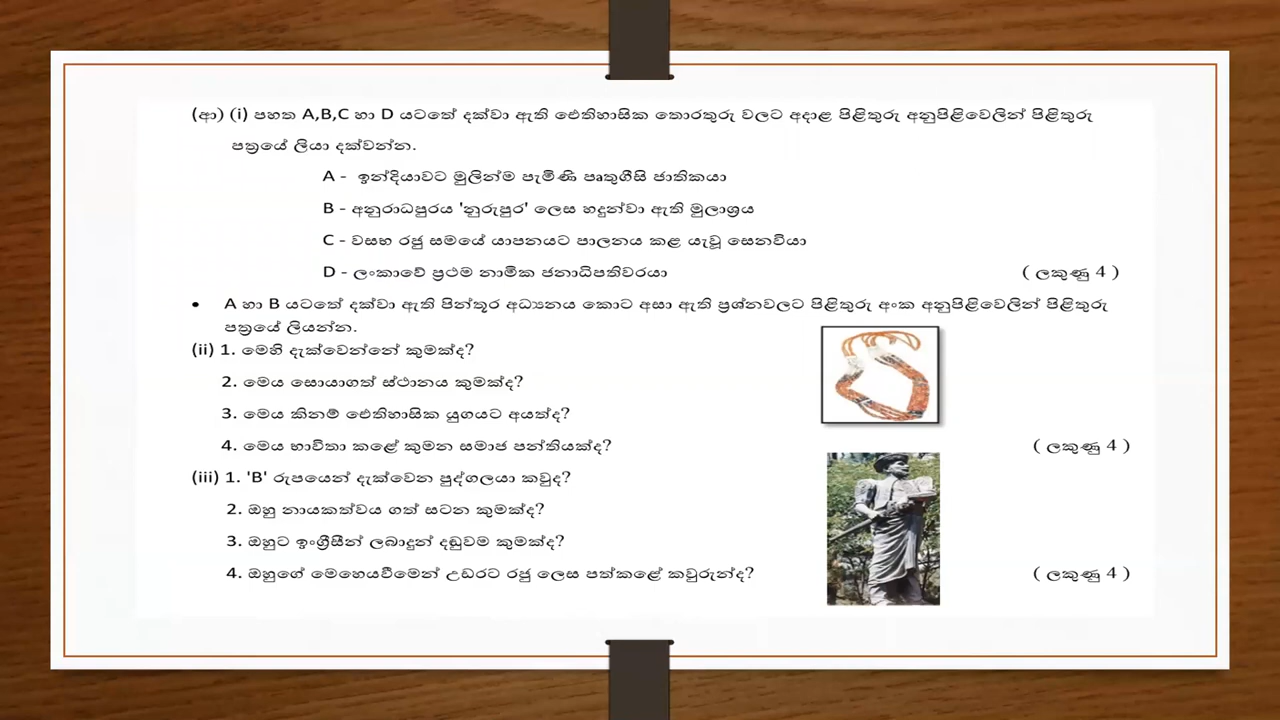 (ආ) (i) පහත A,B,C හා D යටතේ දක්වා ඇති ඓතිහාසික තොරතුරු වලට අදාළ පිළිතුරු අනුපිළිවෙලින් පිළිතුරු
පත්‍රයේ ලියා දක්වන්න.
A - ඉන්දියාවට මුලින්ම පැමිණි පෘතුගීසි ජාතිකයා
B - අනුරාධපුරය 'නුරුපුර' ලෙස හදුන්වා ඇති මුලාශ්‍රය
C - වසභ රජු සමයේ යාපනයට පාලනය කළ යැවූ සෙනවියා
D - ලංකාවේ ප්‍රථම නාමික ජනාධිපතිවරයා ( ලකුණු 4 )
• A හා B යටතේ දක්වා ඇති පින්තූර අධ්‍යනය කොට අසා ඇති ප්‍රශ්නවලට පිළිතුරු අංක අනුපිළිවෙලින් පිළිතුරු
පත්‍රයේ ලියන්න.
(ii) 1. මෙහි දැක්වෙන්නේ කුමක්ද?
2. මෙය සොයාගත් ස්ථානය කුමක්ද?
3. මෙය කිනම් ඓතිහාසික යුගයට අයත්ද?
4. මෙය භාවිතා කළේ කුමන සමාජ පන්තියක්ද? ( ලකුණු 4 )
(iii) 1. 'B' රූපයෙන් දැක්වෙන පුද්ගලයා කවුද?
2. ඔහු නායකත්වය ගත් සටන කුමක්ද?
3. ඔහුට ඉංග්‍රීසීන් ලබාදුන් දඬුවම කුමක්ද?
4. ඔහුගේ මෙහෙයවීමෙන් උඩරට රජු ලෙස පත්කළේ කවුරුන්ද? ( ලකුණු 4 )